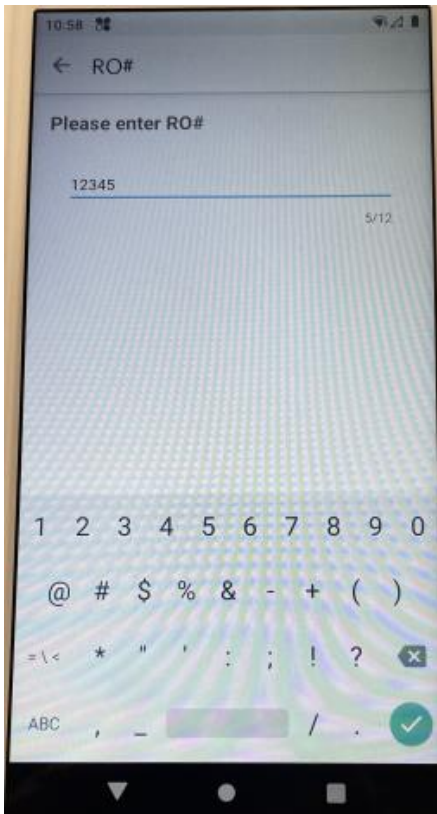 10:58
RO#
Please enter RO#
12345
5/12
1 2 3 4 5 6 7 8 9 0
@ # $ % & - + ( )
= \ < * " ' : ; ! ?
ABC , _ / .